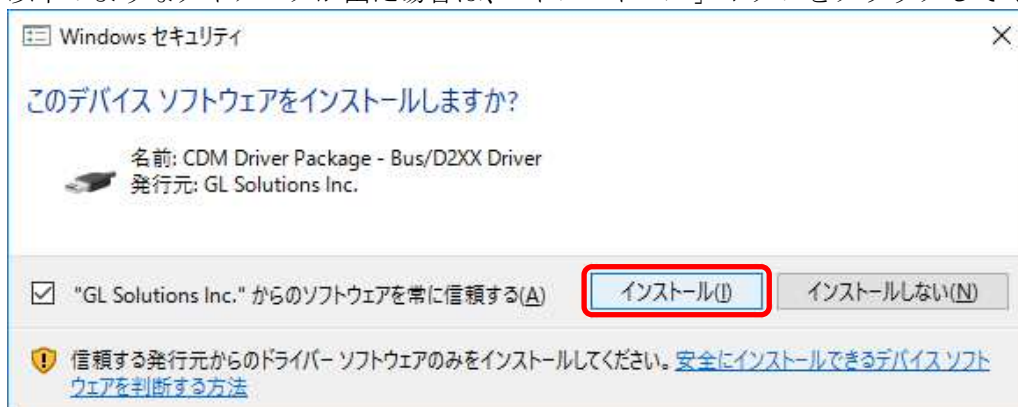 Windows セキュリティ
このデバイス ソフトウェアをインストールしますか?
名前: CDM Driver Package - Bus/D2XX Driver
発行元: GL Solutions Inc.
"GL Solutions Inc." からのソフトウェアを常に信頼する(A)
インストール(I)
インストールしない(N)
信頼する発行元からのドライバー ソフトウェアのみをインストールしてください。安全にインストールできるデバイス ソフト
ウェアを判断する方法